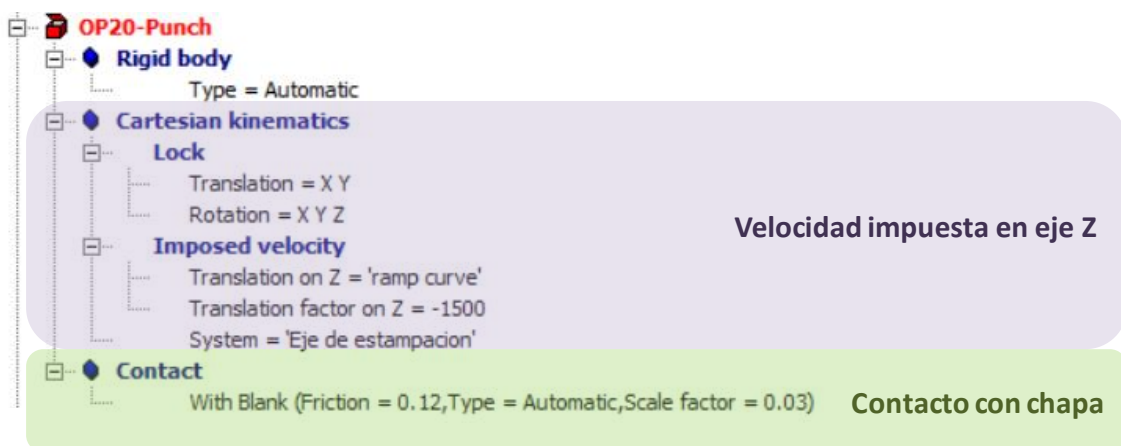 OP20-Punch
Rigid body
Type = Automatic
Cartesian kinematics
Lock
Translation = X Y
Rotation = X Y Z
Velocidad impuesta en eje Z
Imposed velocity
Translation on Z = 'ramp curve'
Translation factor on Z = -1500
System = 'Eje de estampacion'
Contact
With Blank (Friction = 0.12,Type = Automatic,Scale factor = 0.03)
Contacto con chapa